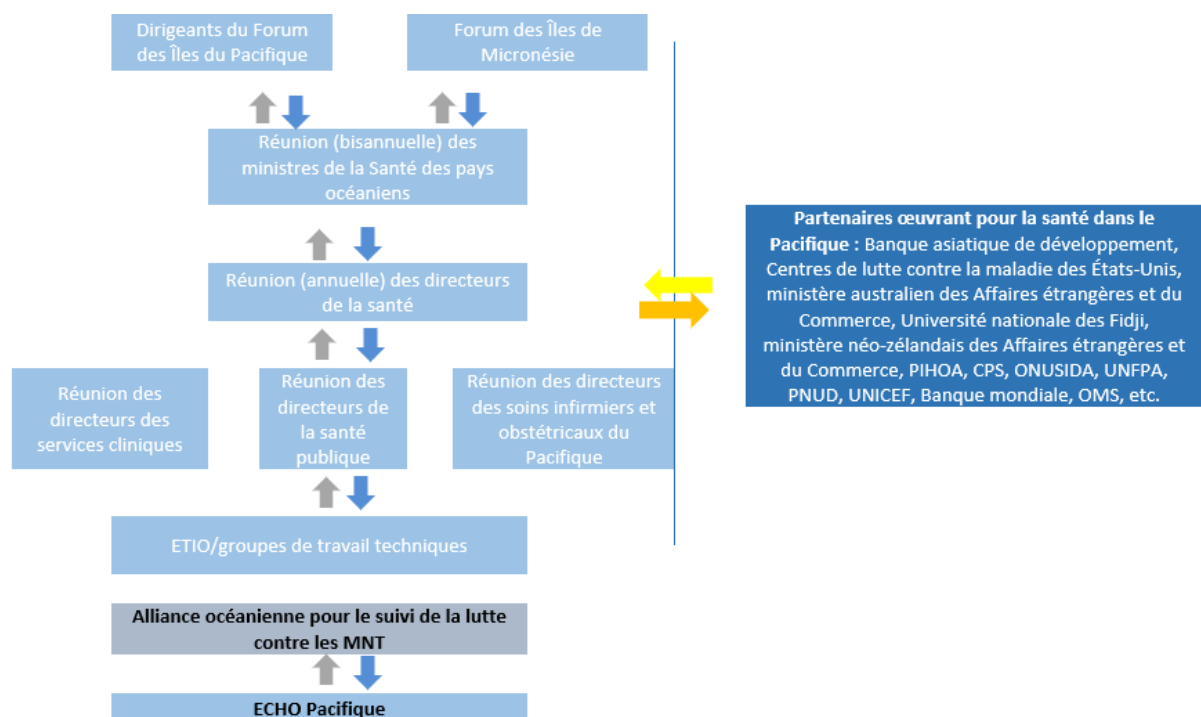 Dirigeants du Forum
des Îles du Pacifique
Forum des Îles de
Micronésie
Réunion (bisannuelle) des
ministres de la Santé des pays
océaniens
Réunion (annuelle) des directeurs
de la santé
Réunion des
directeurs des
services cliniques
Réunion des
directeurs de
la santé
publique
Réunion des directeurs
des soins infirmiers et
obstétricaux du
Pacifique
ETIO/groupes de travail techniques
Alliance océanienne pour le suivi de la lutte
contre les MNT
ECHO Pacifique
Partenaires œuvrant pour la santé dans le
Pacifique : Banque asiatique de développement,
Centres de lutte contre la maladie des États-Unis,
ministère australien des Affaires étrangères et du
Commerce, Université nationale des Fidji,
ministère néo-zélandais des Affaires étrangères et
du Commerce, PIHOA, CPS, ONUSIDA, UNFPA,
PNUD, UNICEF, Banque mondiale, OMS, etc.